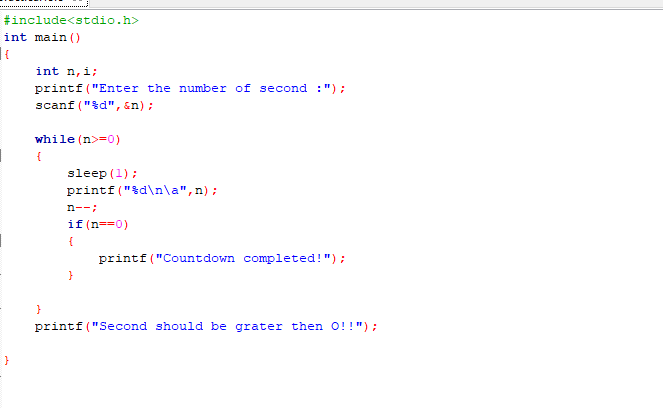 #include<stdio.h>
int main()
{
    int n,i;
    printf("Enter the number of second :");
    scanf("%d",&n);

    while(n>=0)
    {
        sleep(1);
        printf("%d\n\a",n);
        n--;
        if(n==0)
        {
            printf("Countdown completed!");
        }

    }
    printf("Second should be grater then O!!");

}